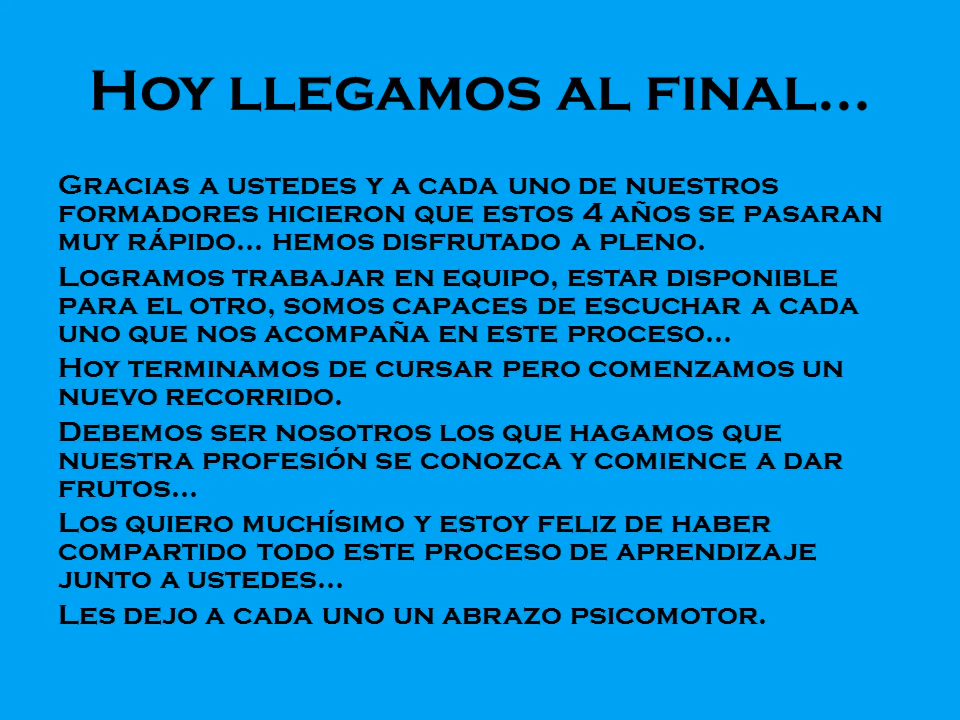 Hoy llegamos al final...
Gracias a ustedes y a cada uno de nuestros
formadores hicieron que estos 4 años se pasaran
muy rápido... hemos disfrutado a pleno.
Logramos trabajar en equipo, estar disponible
para el otro, somos capaces de escuchar a cada
uno que nos acompaña en este proceso...
Hoy terminamos de cursar pero comenzamos un
nuevo recorrido.
Debemos ser nosotros los que hagamos que
nuestra profesión se conozca y comience a dar
frutos...
Los quiero muchísimo y estoy feliz de haber
compartido todo este proceso de aprendizaje
junto a ustedes...
Les dejo a cada uno un abrazo psicomotor.